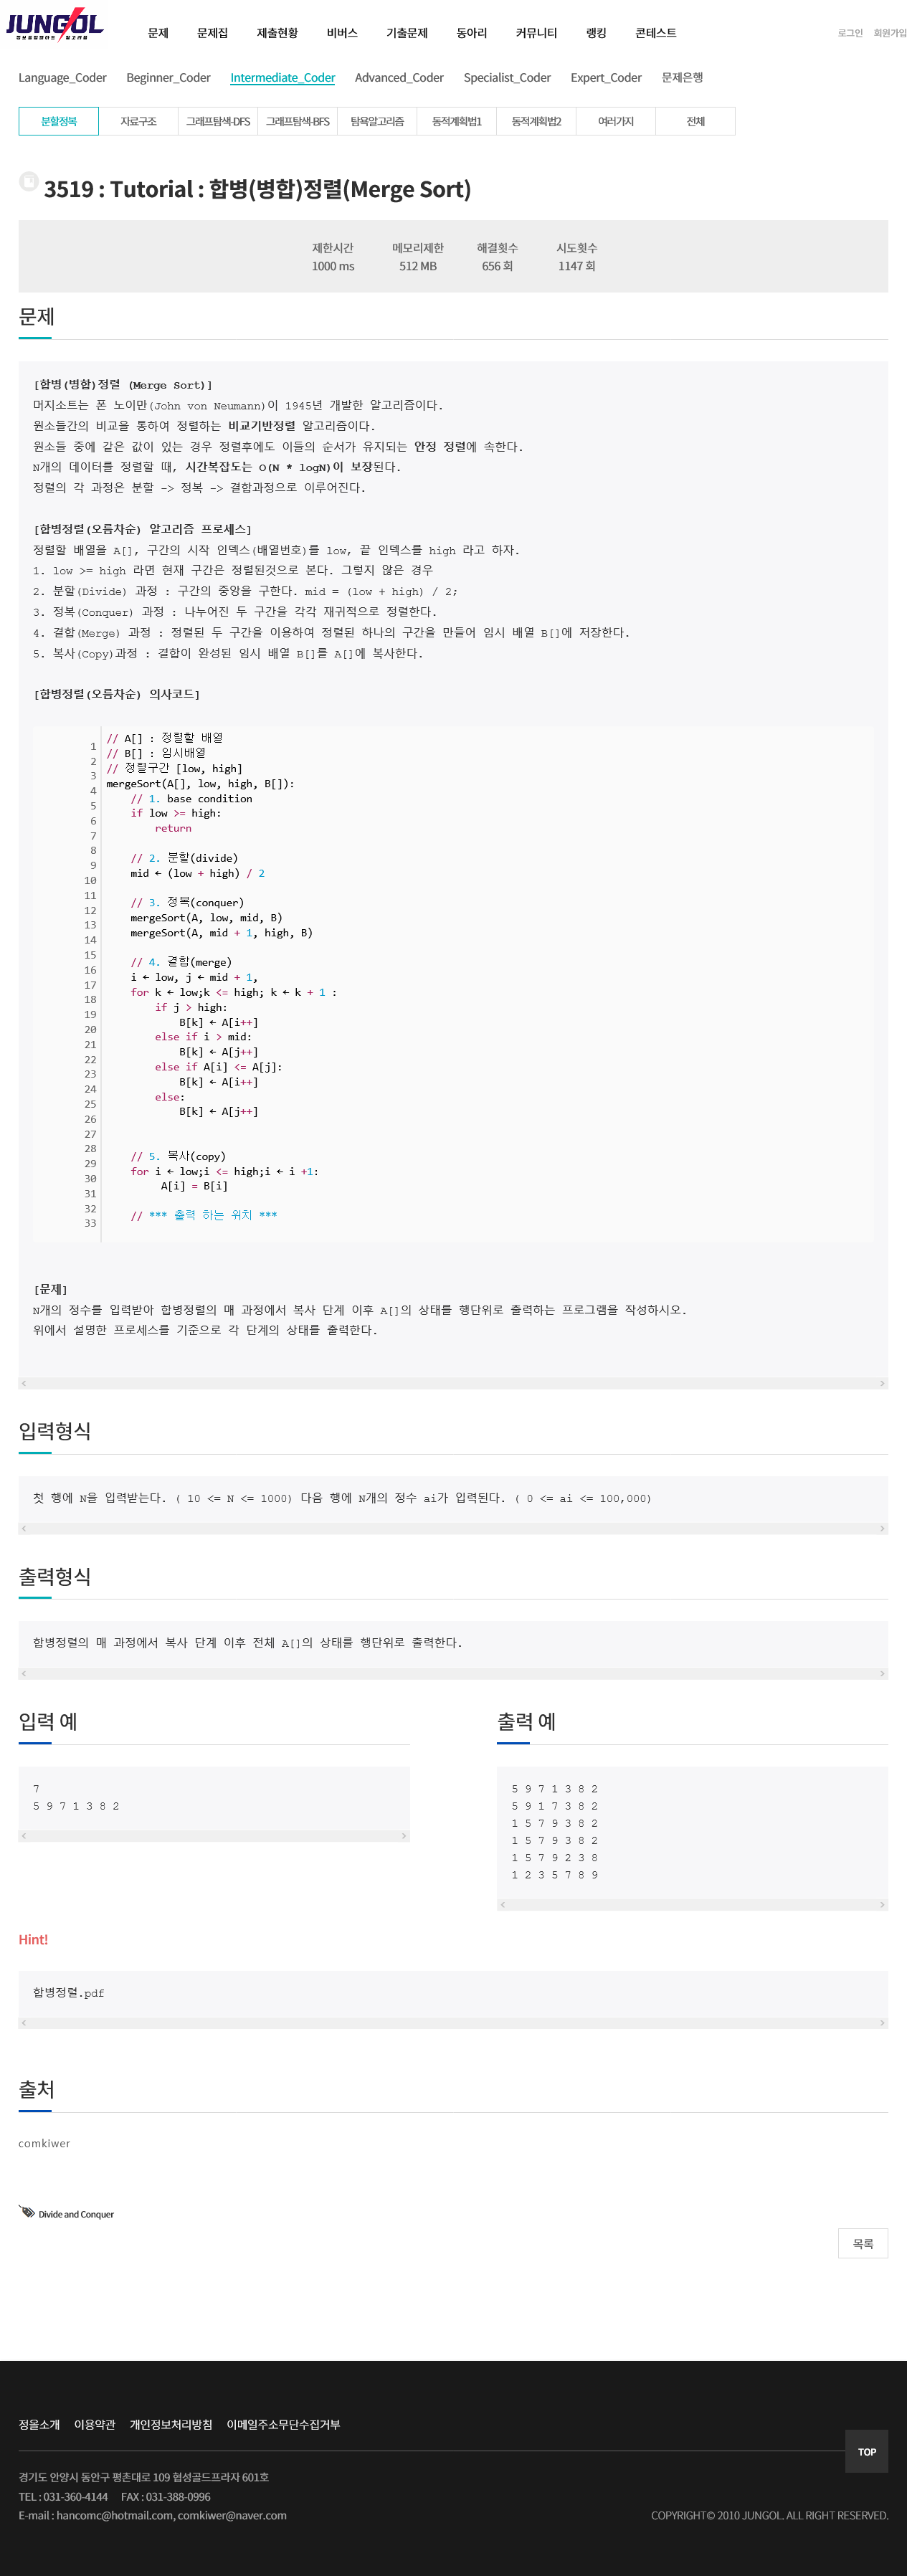 JUNGOL
정보올림피아드·알고리즘
문제 문제집 제출현황 비버스 기출문제 동아리 커뮤니티 랭킹 콘테스트
로그인 회원가입
Language_Coder Beginner_Coder Intermediate_Coder Advanced_Coder Specialist_Coder Expert_Coder 문제은행
분할정복 자료구조 그래프탐색-DFS 그래프탐색-BFS 탐욕알고리즘 동적계획법1 동적계획법2 여러가지 전체
3519 : Tutorial : 합병(병합)정렬(Merge Sort)
제한시간 메모리제한 해결횟수 시도횟수
1000 ms 512 MB 656 회 1147 회
문제
[합병(병합)정렬 (Merge Sort)]
머지소트는 폰 노이만(John von Neumann)이 1945년 개발한 알고리즘이다.
원소들간의 비교을 통하여 정렬하는 비교기반정렬 알고리즘이다.
원소들 중에 같은 값이 있는 경우 정렬후에도 이들의 순서가 유지되는 안정 정렬에 속한다.
N개의 데이터를 정렬할 때, 시간복잡도는 O(N * logN)이 보장된다.
정렬의 각 과정은 분할 -> 정복 -> 결합과정으로 이루어진다.
[합병정렬(오름차순) 알고리즘 프로세스]
정렬할 배열을 A[], 구간의 시작 인덱스(배열번호)를 low, 끝 인덱스를 high 라고 하자.
1. low >= high 라면 현재 구간은 정렬된것으로 본다. 그렇지 않은 경우
2. 분할(Divide) 과정 : 구간의 중앙을 구한다. mid = (low + high) / 2;
3. 정복(Conquer) 과정 : 나누어진 두 구간을 각각 재귀적으로 정렬한다.
4. 결합(Merge) 과정 : 정렬된 두 구간을 이용하여 정렬된 하나의 구간을 만들어 임시 배열 B[]에 저장한다.
5. 복사(Copy)과정 : 결합이 완성된 임시 배열 B[]를 A[]에 복사한다.
[합병정렬(오름차순) 의사코드]
1 // A[] : 정렬할 배열
2 // B[] : 임시배열
3 // 정렬구간 [low, high]
4 mergeSort(A[], low, high, B[]):
5 // 1. base condition
6 if low >= high:
7 return
8
9 // 2. 분할(divide)
10 mid ← (low + high) / 2
11
12 // 3. 정복(conquer)
13 mergeSort(A, low, mid, B)
14 mergeSort(A, mid + 1, high, B)
15
16 // 4. 결합(merge)
17 i ← low, j ← mid + 1,
18 for k ← low;k <= high; k ← k + 1 :
19 if j > high:
20 B[k] ← A[i++]
21 else if i > mid:
22 B[k] ← A[j++]
23 else if A[i] <= A[j]:
24 B[k] ← A[i++]
25 else:
26 B[k] ← A[j++]
27
28
29 // 5. 복사(copy)
30 for i ← low;i <= high;i ← i +1:
31 A[i] = B[i]
32
33 // *** 출력 하는 위치 ***
[문제]
N개의 정수를 입력받아 합병정렬의 매 과정에서 복사 단계 이후 A[]의 상태를 행단위로 출력하는 프로그램을 작성하시오.
위에서 설명한 프로세스를 기준으로 각 단계의 상태를 출력한다.
입력형식
첫 행에 N을 입력받는다. ( 10 <= N <= 1000) 다음 행에 N개의 정수 ai가 입력된다. ( 0 <= ai <= 100,000)
출력형식
합병정렬의 매 과정에서 복사 단계 이후 전체 A[]의 상태를 행단위로 출력한다.
입력 예
7
5 9 7 1 3 8 2
출력 예
5 9 7 1 3 8 2
5 9 1 7 3 8 2
1 5 7 9 3 8 2
1 5 7 9 3 8 2
1 5 7 9 2 3 8
1 2 3 5 7 8 9
Hint!
합병정렬.pdf
출처
comkiwer
Divide and Conquer
목록
정올소개 이용약관 개인정보처리방침 이메일주소무단수집거부
TOP
경기도 안양시 동안구 평촌대로 109 협성골드프라자 601호
TEL : 031-360-4144 FAX : 031-388-0996
E-mail : hancomc@hotmail.com, comkiwer@naver.com
COPYRIGHT© 2010 JUNGOL. ALL RIGHT RESERVED.